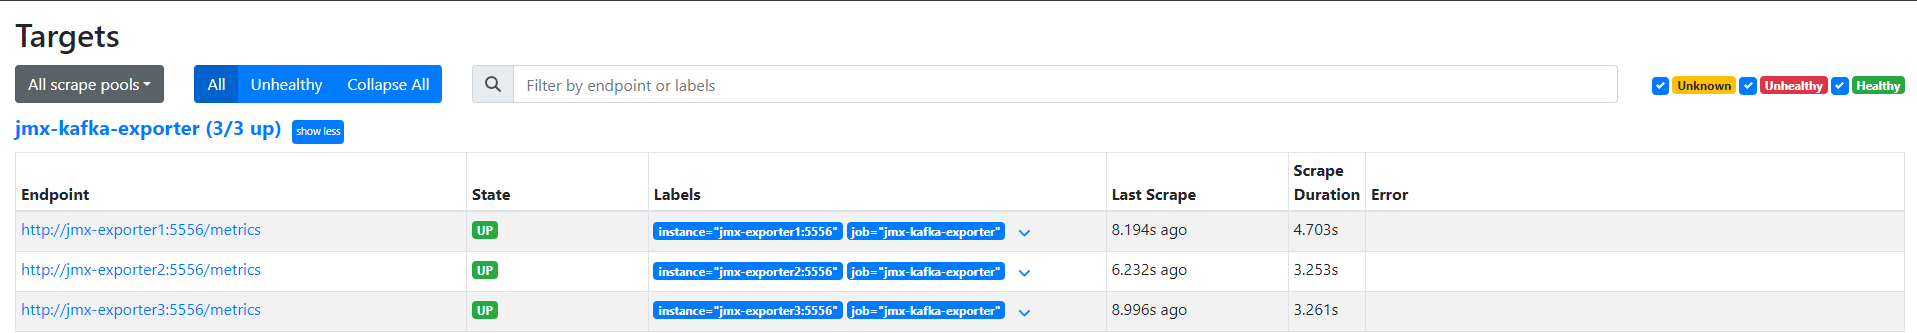 Targets
All scrape pools All Unhealthy Collapse All Filter by endpoint or labels Unknown Unhealthy Healthy
jmx-kafka-exporter (3/3 up) show less
Endpoint State Labels Last Scrape Scrape Duration Error
http://jmx-exporter1:5556/metrics UP instance="jmx-exporter1:5556" job="jmx-kafka-exporter" 8.194s ago 4.703s
http://jmx-exporter2:5556/metrics UP instance="jmx-exporter2:5556" job="jmx-kafka-exporter" 6.232s ago 3.253s
http://jmx-exporter3:5556/metrics UP instance="jmx-exporter3:5556" job="jmx-kafka-exporter" 8.996s ago 3.261s